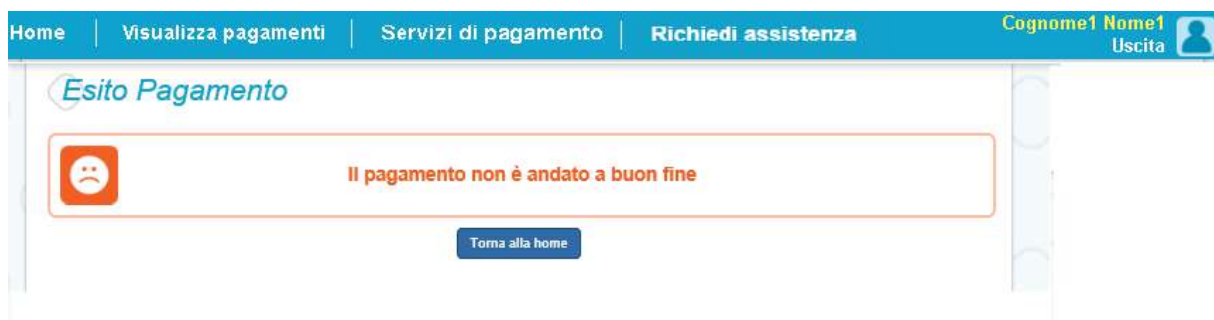 Home | Visualizza pagamenti | Servizi di pagamento | Richiedi assistenza
Cognome1 Nome1
Uscita
Esito Pagamento
Il pagamento non è andato a buon fine
Torna alla home